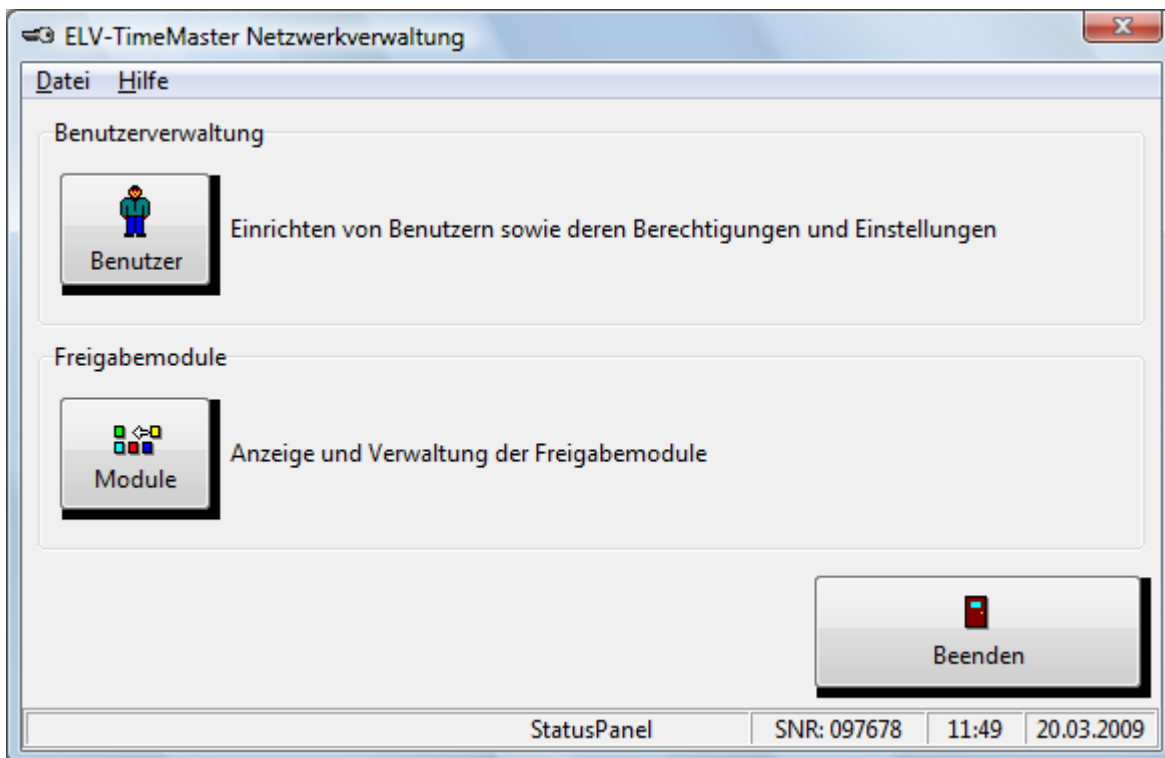 ELV-TimeMaster Netzwerkverwaltung
Datei Hilfe
Benutzerverwaltung
Benutzer
Einrichten von Benutzern sowie deren Berechtigungen und Einstellungen
Freigabemodule
Module
Anzeige und Verwaltung der Freigabemodule
Beenden
StatusPanel SNR: 097678 11:49 20.03.2009